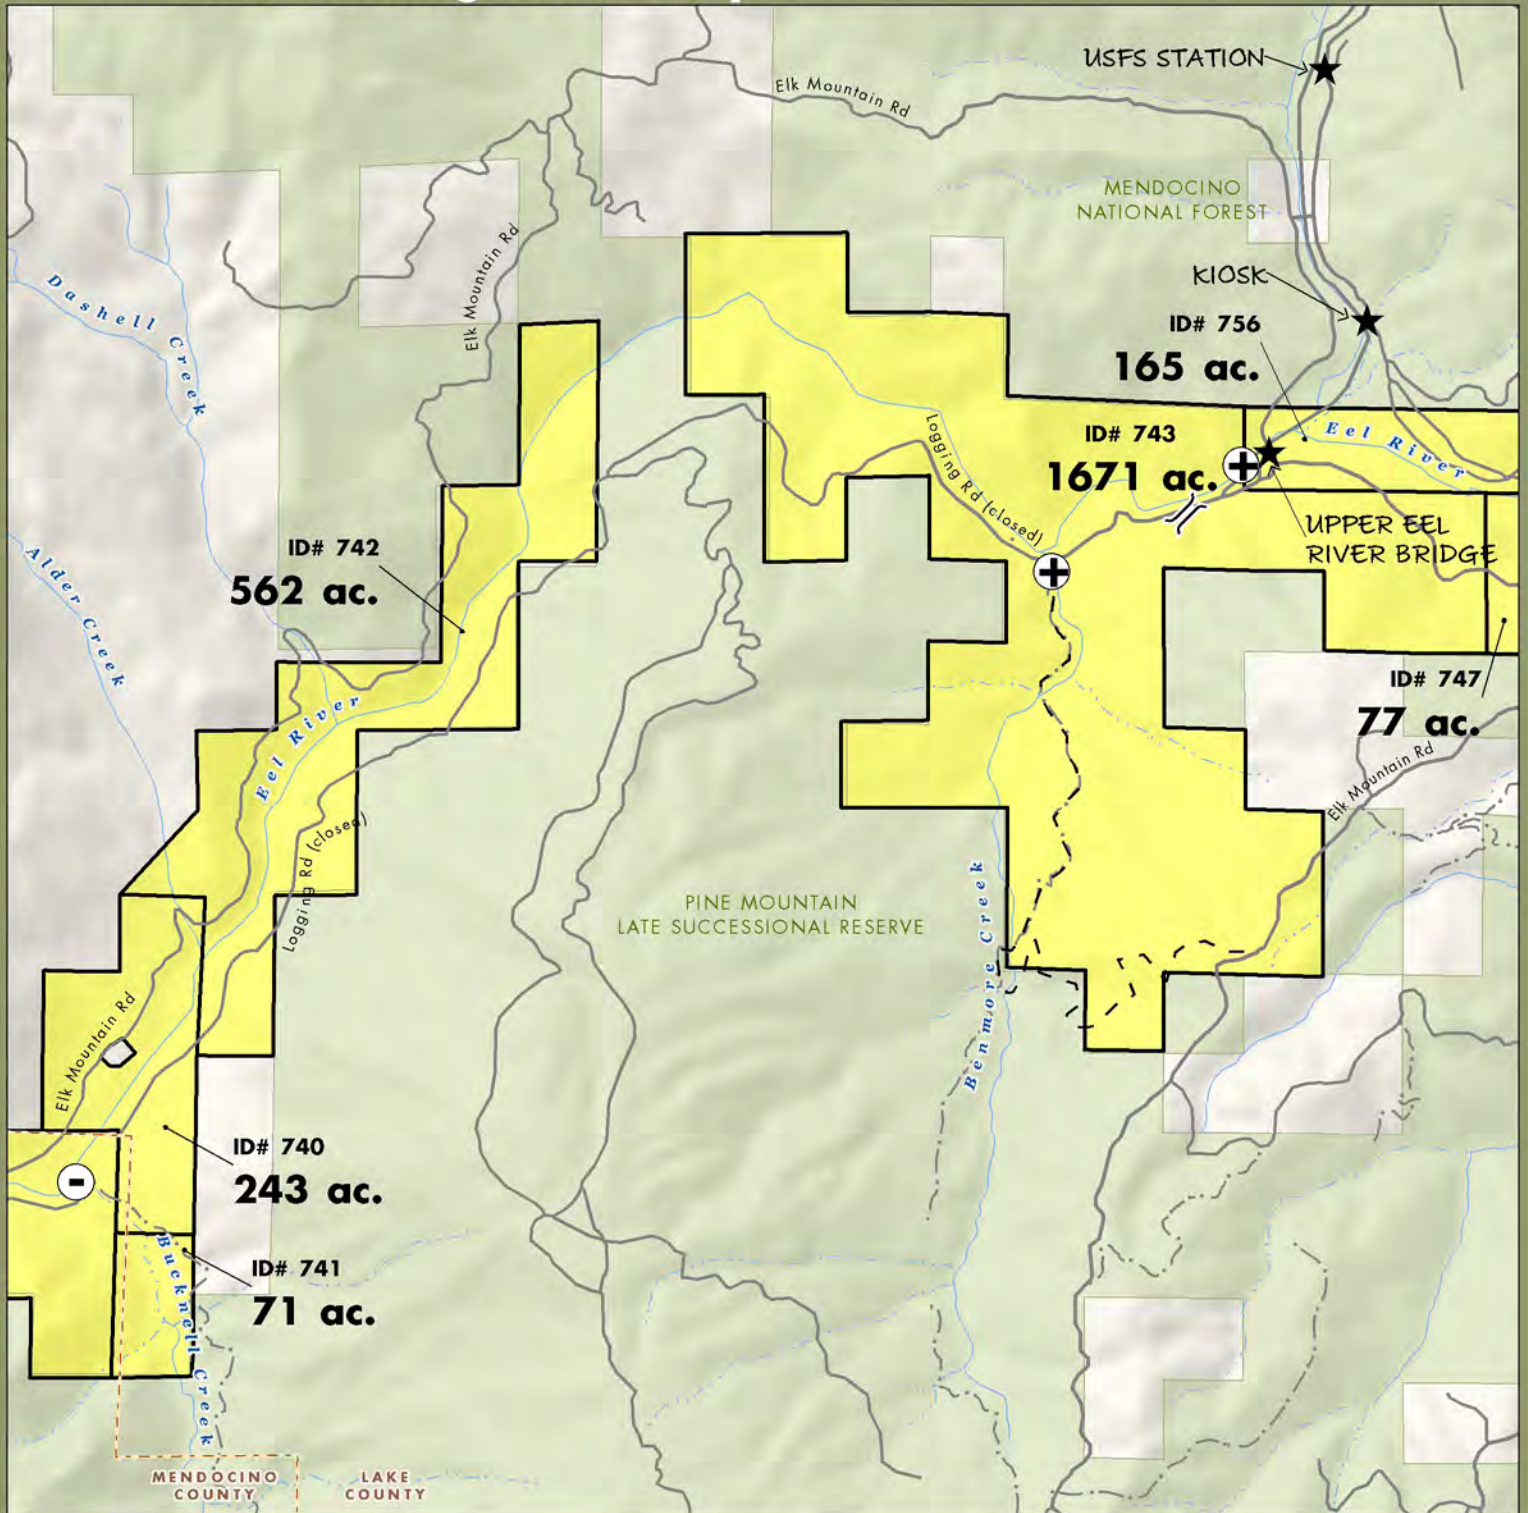 USFS STATION
Elk Mountain Rd
MENDOCINO
NATIONAL FOREST
Elk Mountain Rd
KIOSK
Dashell Creek
ID# 756
165 ac.
Eel River
ID# 743
1671 ac.
Logging Rd (closed)
UPPER EEL
RIVER BRIDGE
ID# 742
562 ac.
Alder Creek
+
+
ID# 747
77 ac.
Elk Mountain Rd
Eel River
Logging Rd (closed)
PINE MOUNTAIN
LATE SUCCESSIONAL RESERVE
Benmore Creek
Elk Mountain Rd
ID# 740
243 ac.
-
ID# 741
71 ac.
Bucknell Creek
MENDOCINO
COUNTY
LAKE
COUNTY